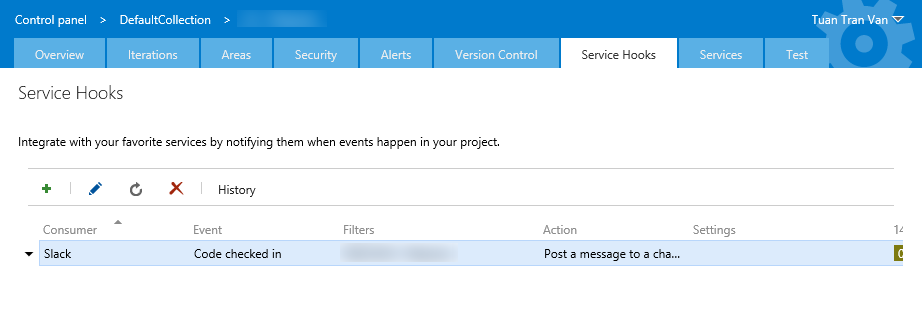 Control panel > DefaultCollection >
Tuan Tran Van
Overview Iterations Areas Security Alerts Version Control Service Hooks Services Test
Service Hooks
Integrate with your favorite services by notifying them when events happen in your project.
History
Consumer Event Filters Action Settings 14
Slack Code checked in Post a message to a cha... 0